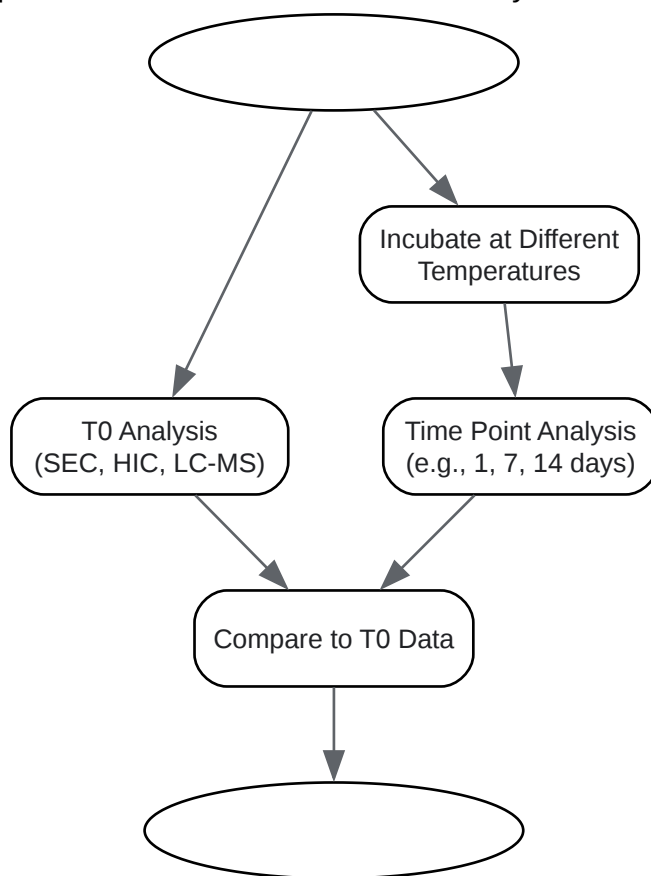 Incubate at Different
Temperatures
T0 Analysis
(SEC, HIC, LC-MS)
Time Point Analysis
(e.g., 1, 7, 14 days)
Compare to T0 Data